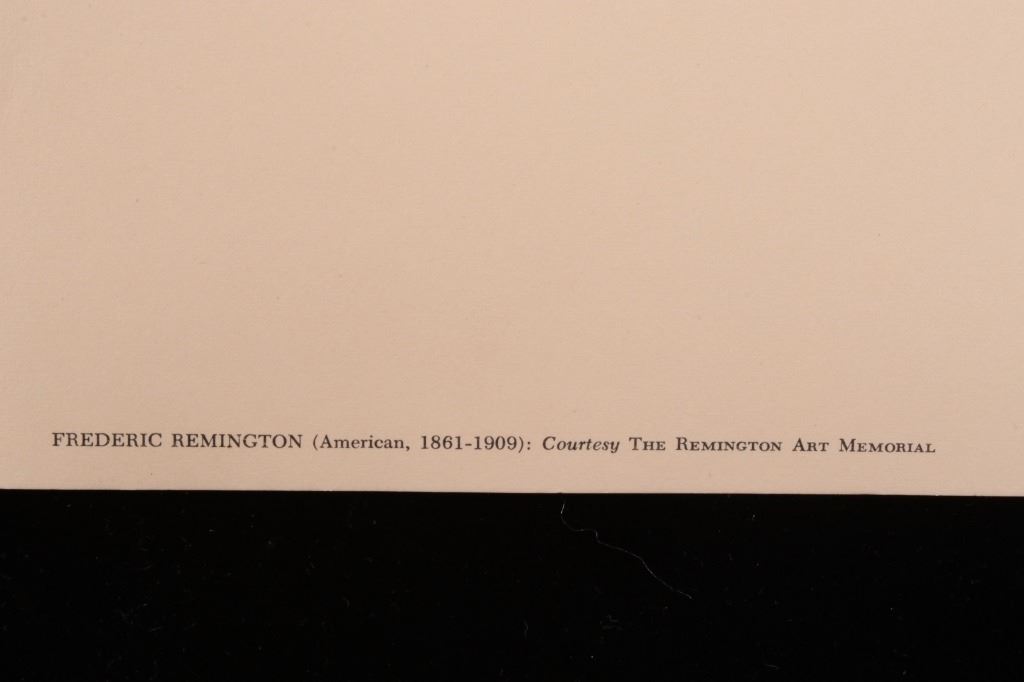 FREDERIC REMINGTON (American, 1861-1909): Courtesy THE REMINGTON ART MEMORIAL